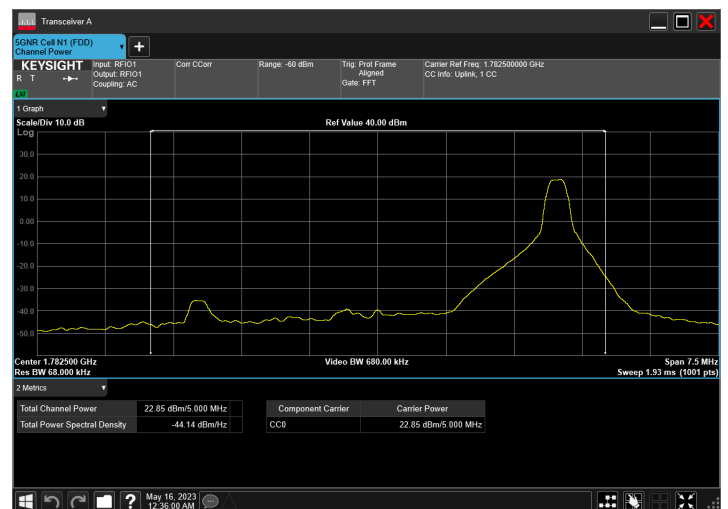 Transceiver A
5GNR Cell N1 (FDD)
Channel Power
+
KEYSIGHT
R T
LXI
Input: RFIO1
Output: RFIO1
Coupling: AC
Corr CCorr
Range: -60 dBm
Trig: Prot Frame
Aligned
Gate: FFT
Carrier Ref Freq: 1.782500000 GHz
CC Info: Uplink, 1 CC
1 Graph
Scale/Div 10.0 dB
Ref Value 40.00 dBm
Log
30.0
20.0
10.0
0.00
-10.0
-20.0
-30.0
-40.0
-50.0
Center 1.782500 GHz
Video BW 680.00 kHz
Span 7.5 MHz
Res BW 68.000 kHz
Sweep 1.93 ms (1001 pts)
2 Metrics
Total Channel Power 22.85 dBm/5.000 MHz
Total Power Spectral Density -44.14 dBm/Hz
Component Carrier Carrier Power
CC0 22.85 dBm/5.000 MHz
?
May 16, 2023
12:36:00 AM